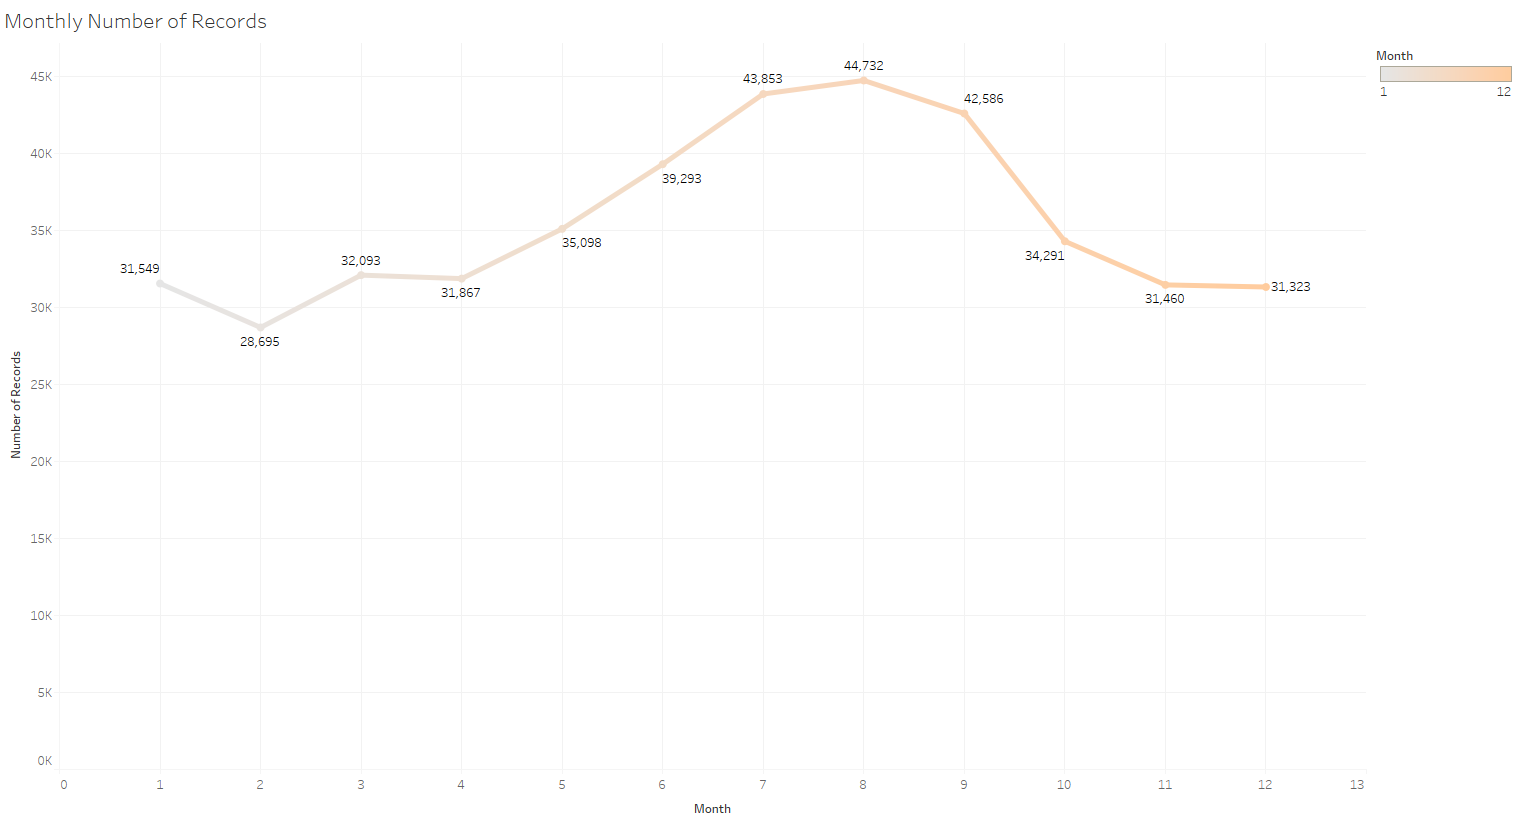 Monthly Number of Records
Month
1 12
45K
40K
35K
30K
25K
20K
15K
10K
5K
0K
Number of Records
31,549
28,695
32,093
31,867
35,098
39,293
43,853
44,732
42,586
34,291
31,460
31,323
0 1 2 3 4 5 6 7 8 9 10 11 12 13
Month